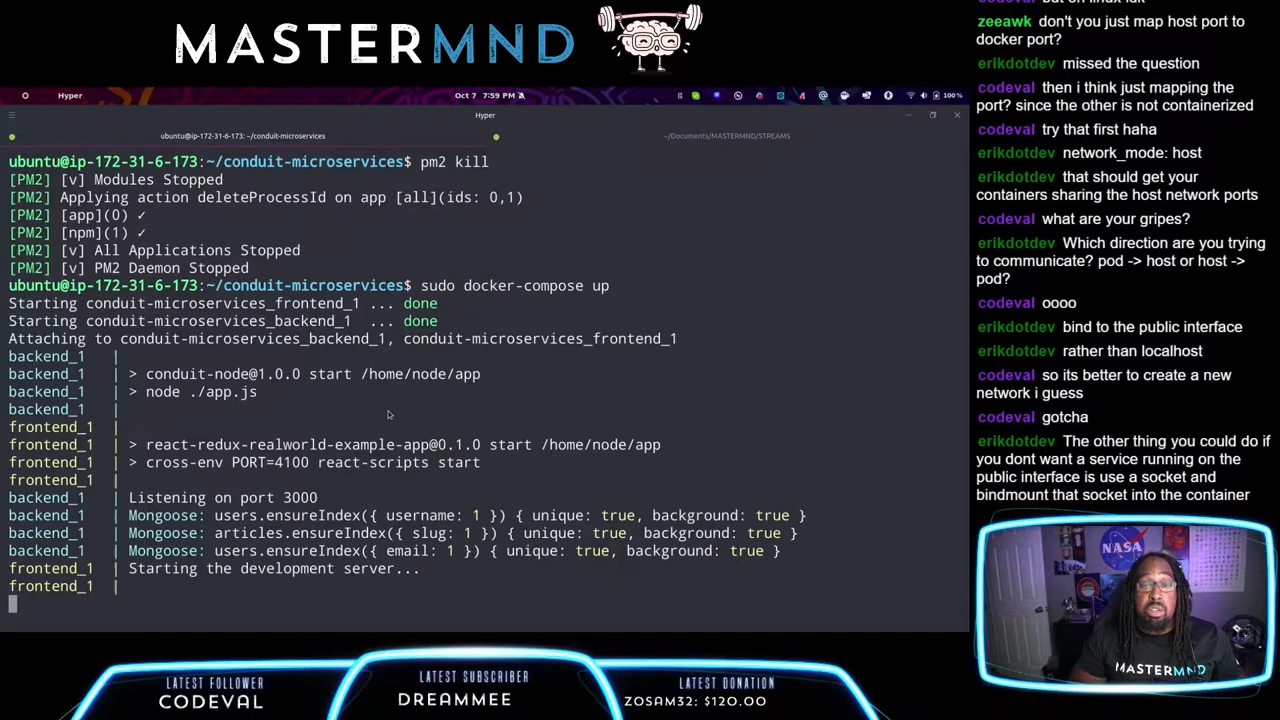 MASTERMND
Hyper
Oct 7 7:59 PM
100%
Hyper
ubuntu@ip-172-31-6-173: ~/conduit-microservices
~/Documents/MASTERMND/STREAMS
ubuntu@ip-172-31-6-173:~/conduit-microservices$ pm2 kill
[PM2] [v] Modules Stopped
[PM2] Applying action deleteProcessId on app [all](ids: 0,1)
[PM2] [app](0) ✓
[PM2] [npm](1) ✓
[PM2] [v] All Applications Stopped
[PM2] [v] PM2 Daemon Stopped
ubuntu@ip-172-31-6-173:~/conduit-microservices$ sudo docker-compose up
Starting conduit-microservices_frontend_1 ... done
Starting conduit-microservices_backend_1  ... done
Attaching to conduit-microservices_backend_1, conduit-microservices_frontend_1
backend_1   |
backend_1   | > conduit-node@1.0.0 start /home/node/app
backend_1   | > node ./app.js
backend_1   |
frontend_1  |
frontend_1  | > react-redux-realworld-example-app@0.1.0 start /home/node/app
frontend_1  | > cross-env PORT=4100 react-scripts start
frontend_1  |
backend_1   | Listening on port 3000
backend_1   | Mongoose: users.ensureIndex({ username: 1 }) { unique: true, background: true }
backend_1   | Mongoose: articles.ensureIndex({ slug: 1 }) { unique: true, background: true }
backend_1   | Mongoose: users.ensureIndex({ email: 1 }) { unique: true, background: true }
frontend_1  | Starting the development server...
frontend_1  |
codeval but on linux idk
zeeawk don't you just map host port to
docker port?
erikdotdev missed the question
codeval then i think just mapping the
port? since the other is not containerized
codeval try that first haha
erikdotdev network_mode: host
erikdotdev that should get your
containers sharing the host network ports
codeval what are your gripes?
erikdotdev Which direction are you trying
to communicate? pod -> host or host ->
pod?
codeval oooo
erikdotdev bind to the public interface
erikdotdev rather than localhost
codeval so its better to create a new
network i guess
codeval gotcha
erikdotdev The other thing you could do if
you dont want a service running on the
public interface is use a socket and
bindmount that socket into the container
NASA
MASTERMND
LATEST FOLLOWER
CODEVAL
LATEST SUBSCRIBER
DREAMMEE
LATEST DONATION
ZOSAM32: $120.00